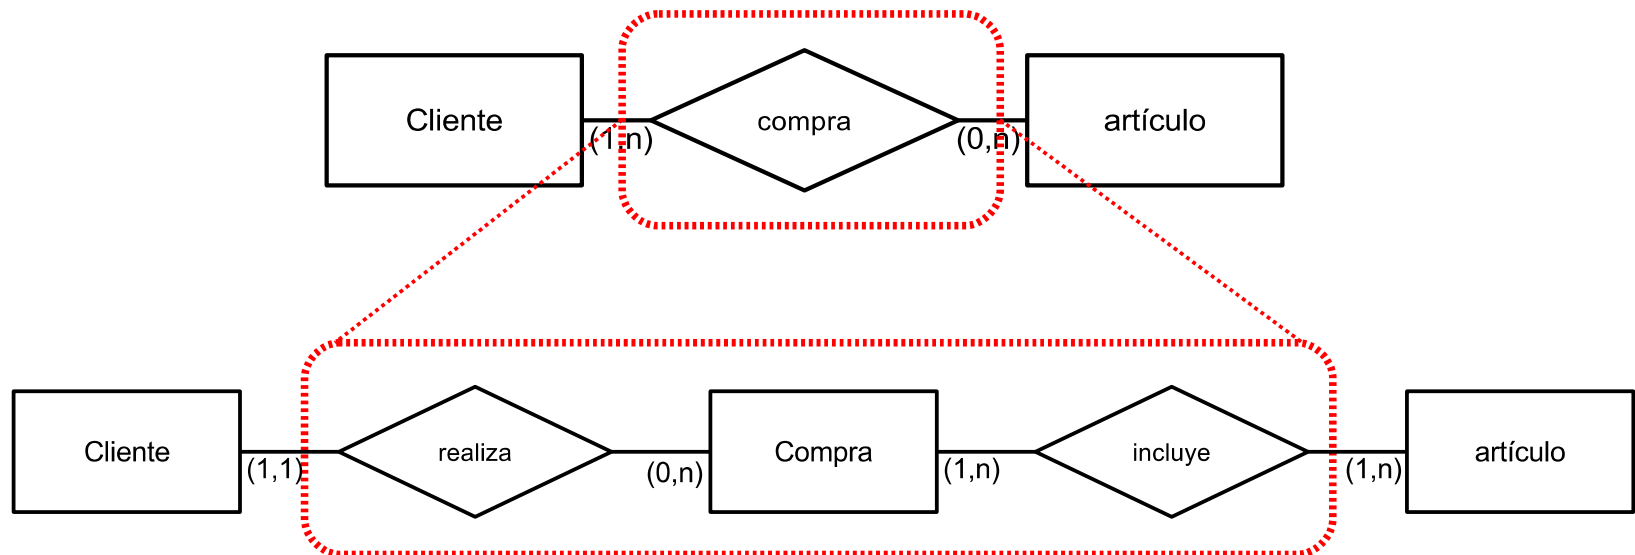 Cliente
(1,n)
compra
(0,n)
artículo
Cliente
(1,1)
realiza
(0,n)
Compra
(1,n)
incluye
(1,n)
artículo